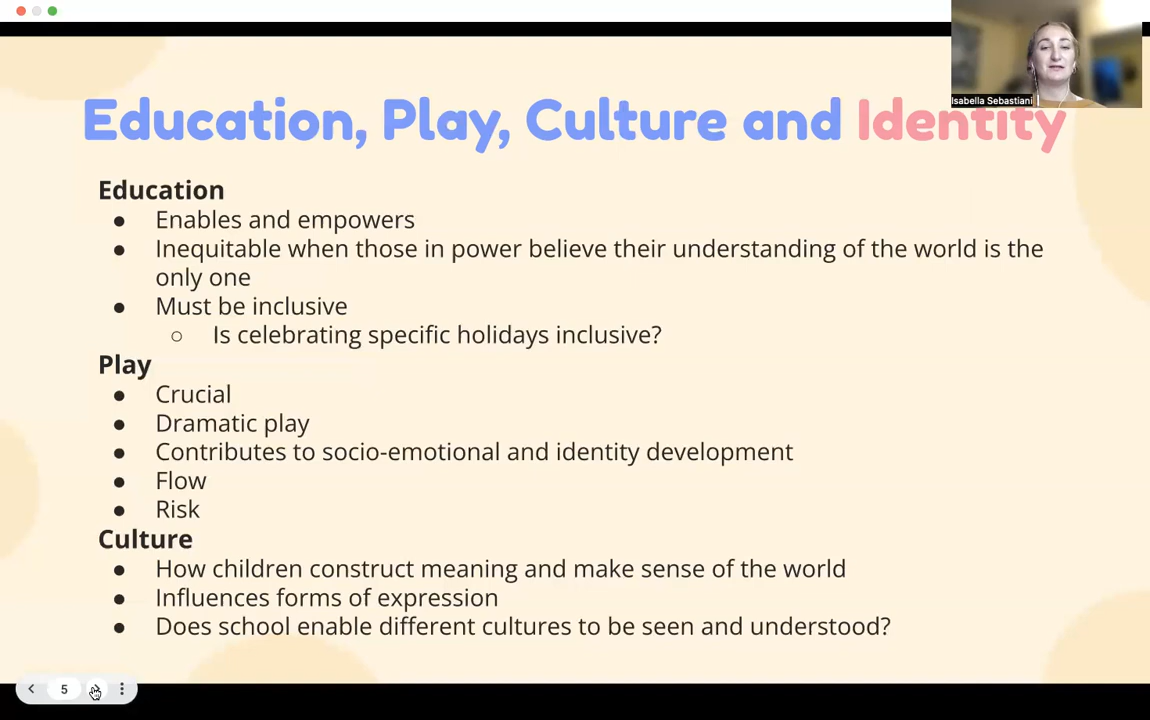 Isabella Sebastiani
Education, Play, Culture and Identity
Education
● Enables and empowers
● Inequitable when those in power believe their understanding of the world is the
only one
● Must be inclusive
○ Is celebrating specific holidays inclusive?
Play
● Crucial
● Dramatic play
● Contributes to socio-emotional and identity development
● Flow
● Risk
Culture
● How children construct meaning and make sense of the world
● Influences forms of expression
● Does school enable different cultures to be seen and understood?
5